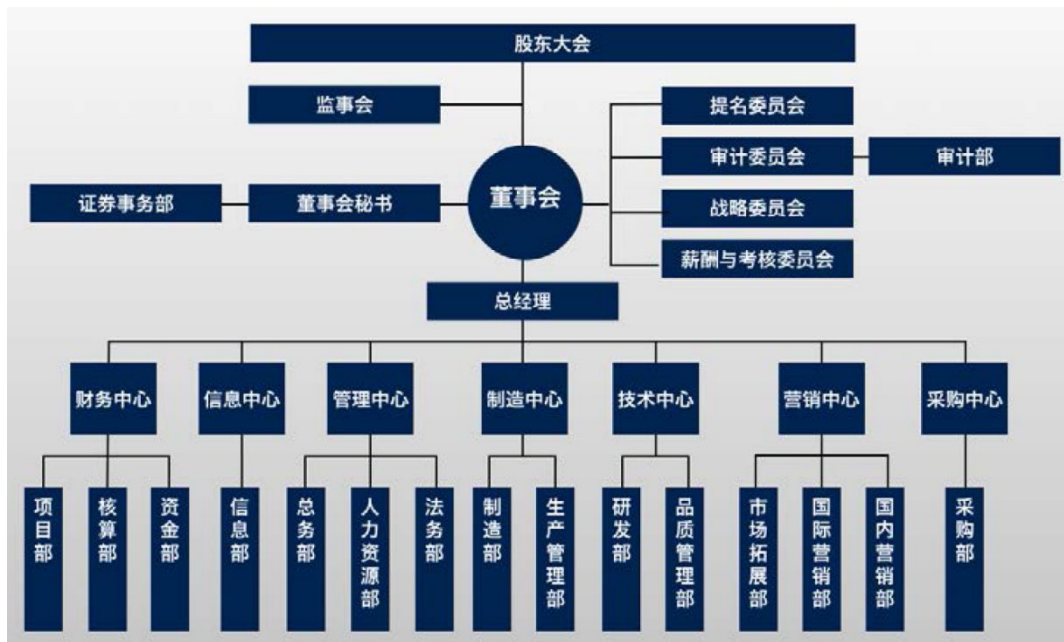 股东大会
监事会
提名委员会
审计委员会
审计部
董事会
证券事务部
董事会秘书
战略委员会
薪酬与考核委员会
总经理
财务中心
信息中心
管理中心
制造中心
技术中心
营销中心
采购中心
项目部
核算部
资金部
信息部
总务部
人力资源部
法务部
制造部
生产管理部
研发部
品质管理部
市场拓展部
国际营销部
国内营销部
采购部